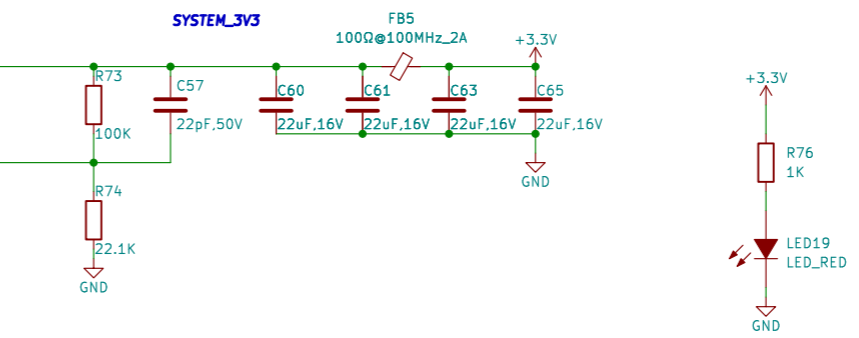 SYSTEM_3V3
FB5
100Ω@100MHz_2A
+3.3V
R73
100K
C57
22pF,50V
C60
22uF,16V
C61
22uF,16V
C63
22uF,16V
C65
22uF,16V
GND
R74
22.1K
GND
+3.3V
R76
1K
LED19
LED_RED
GND